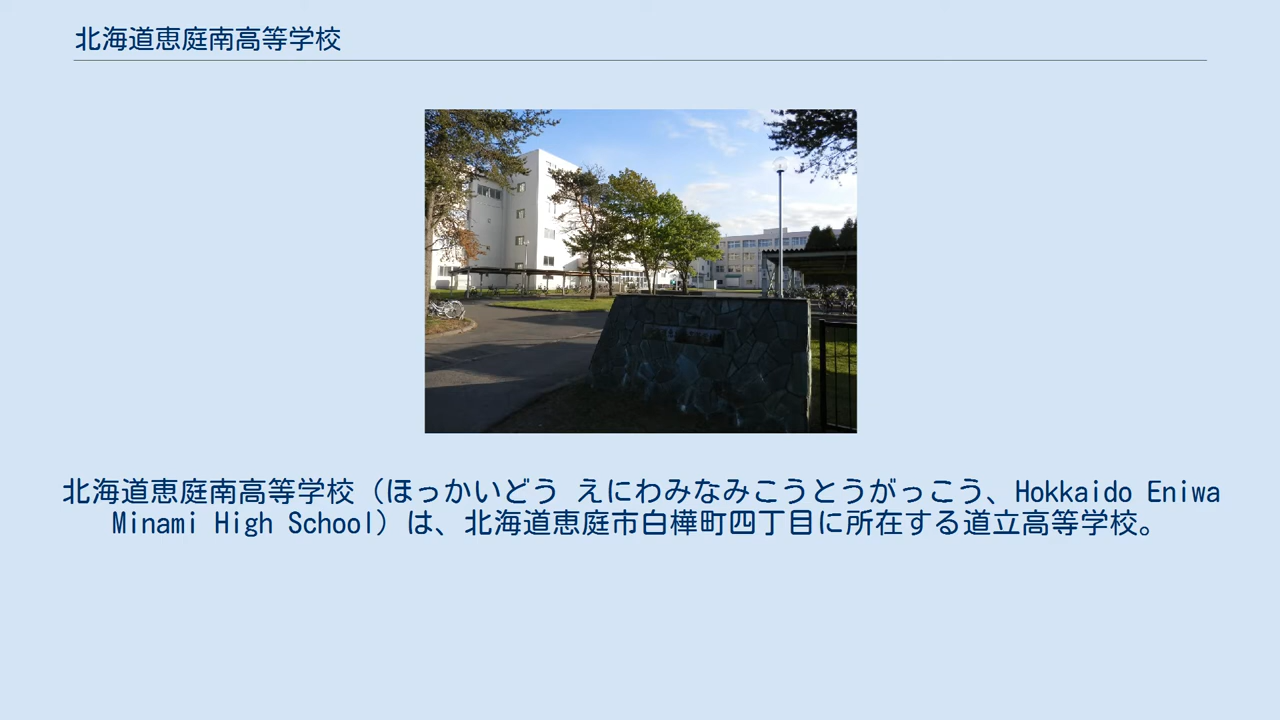 北海道恵庭南高等学校
北海道恵庭南高等学校（ほっかいどう えにわみなみこうとうがっこう、Hokkaido Eniwa
Minami High School）は、北海道恵庭市白樺町四丁目に所在する道立高等学校。